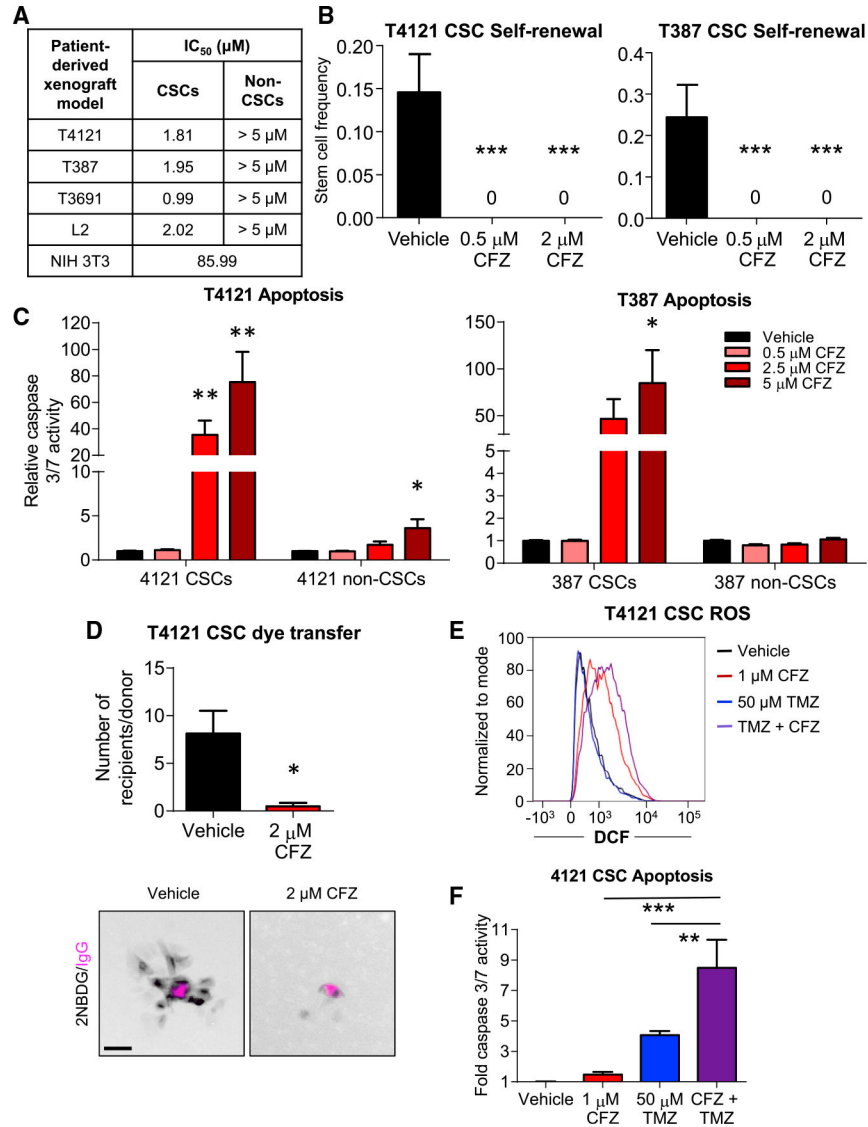 A
Patient-derived xenograft model
IC50 (µM)
CSCs
Non-CSCs
T4121 1.81 > 5 µM
T387 1.95 > 5 µM
T3691 0.99 > 5 µM
L2 2.02 > 5 µM
NIH 3T3 85.99
B
T4121 CSC Self-renewal
Stem cell frequency
0.20
0.15
0.10
0.05
0.00
*** ***
0 0
Vehicle 0.5 µM CFZ 2 µM CFZ
T387 CSC Self-renewal
0.4
0.3
0.2
0.1
0.0
*** ***
0 0
Vehicle 0.5 µM CFZ 2 µM CFZ
C
T4121 Apoptosis
Relative caspase 3/7 activity
120
100
80
60
40
20
10
5
0
** ** *
4121 CSCs 4121 non-CSCs
T387 Apoptosis
150
100
50
5
4
3
2
1
0
*
387 CSCs 387 non-CSCs
Vehicle
0.5 µM CFZ
2.5 µM CFZ
5 µM CFZ
D
T4121 CSC dye transfer
Number of recipients/donor
15
10
5
0
*
Vehicle 2 µM CFZ
Vehicle 2 µM CFZ
2NBDG/IgG
E
T4121 CSC ROS
Normalized to mode
100
80
60
40
20
0
-10³ 0 10³ 10⁴ 10⁵
DCF
Vehicle
1 µM CFZ
50 µM TMZ
TMZ + CFZ
F
4121 CSC Apoptosis
Fold caspase 3/7 activity
11
9
7
5
3
1
***
**
Vehicle 1 µM CFZ 50 µM TMZ CFZ + TMZ